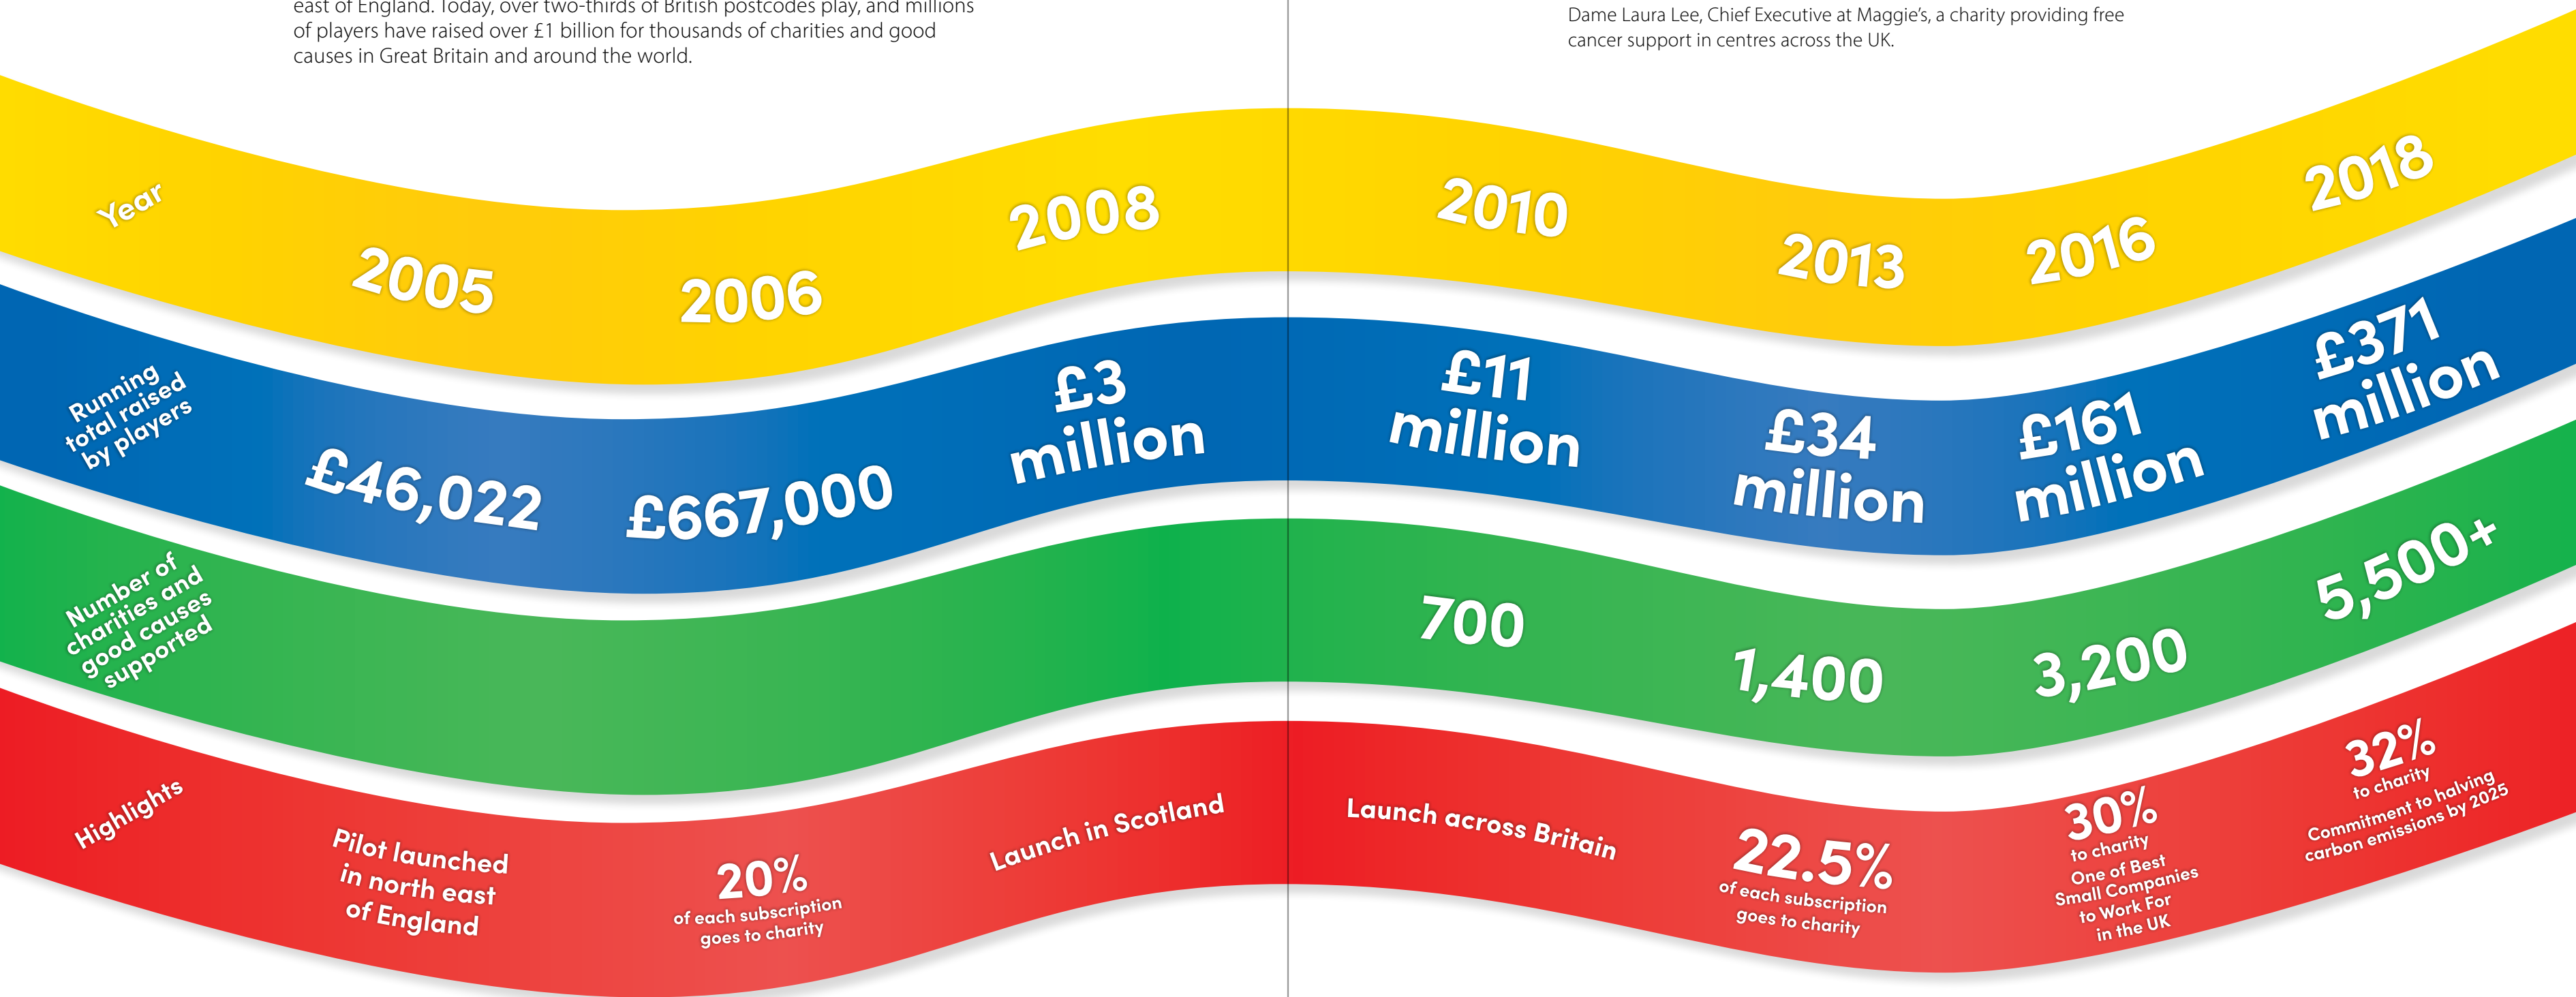 east of England. Today, over two-thirds of British postcodes play, and millions
of players have raised over £1 billion for thousands of charities and good
causes in Great Britain and around the world.
Dame Laura Lee, Chief Executive at Maggie’s, a charity providing free
cancer support in centres across the UK.
Year
2005
2006
2008
2010
2013
2016
2018
Running
total raised
by players
£46,022
£667,000
£3
million
£11
million
£34
million
£161
million
£371
million
Number of
charities and
good causes
supported
700
1,400
3,200
5,500+
Highlights
Pilot launched
in north east
of England
20%
of each subscription
goes to charity
Launch in Scotland
Launch across Britain
22.5%
of each subscription
goes to charity
30%
to charity
One of Best
Small Companies
to Work For
in the UK
32%
to charity
Commitment to halving
carbon emissions by 2025